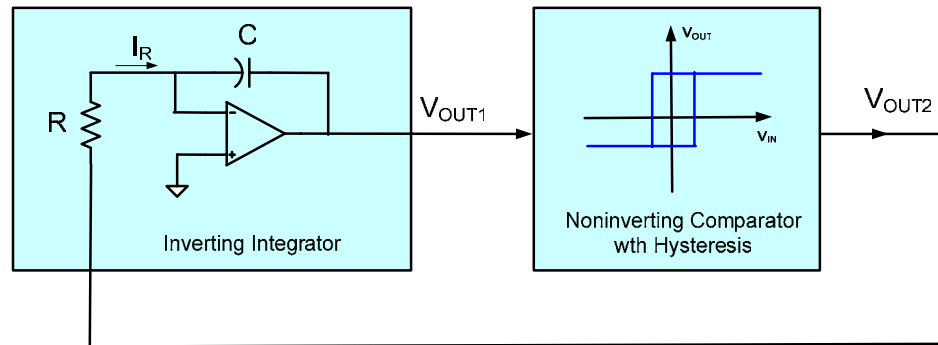 I_R
C
R
-
+
Inverting Integrator
V_OUT1
V_OUT
V_IN
Noninverting Comparator
wth Hysteresis
V_OUT2